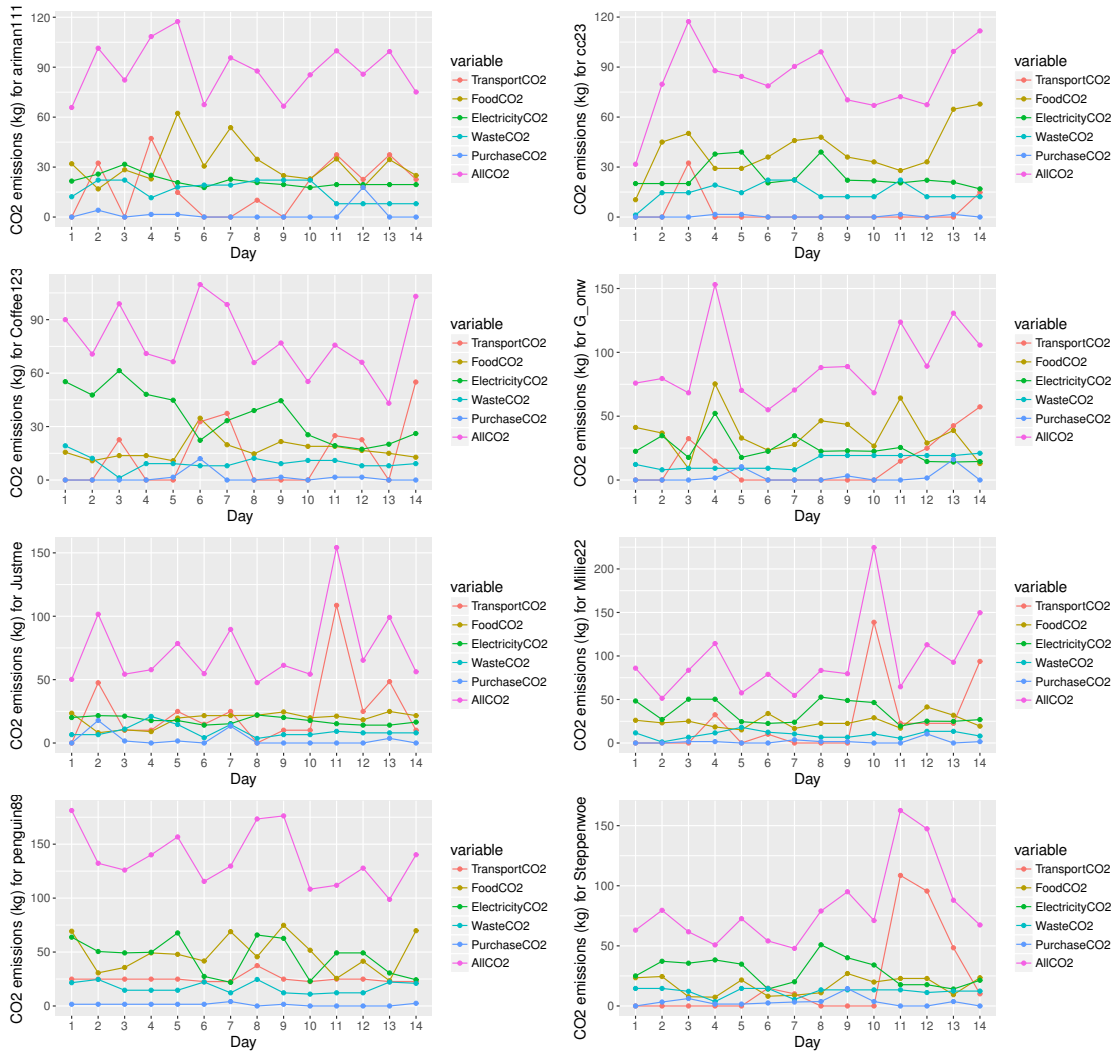 CO2 emissions (kg) for ariman111
120
90
60
30
0
1 2 3 4 5 6 7 8 9 10 11 12 13 14
Day
variable
TransportCO2
FoodCO2
ElectricityCO2
WasteCO2
PurchaseCO2
AllCO2
CO2 emissions (kg) for cc23
120
90
60
30
0
1 2 3 4 5 6 7 8 9 10 11 12 13 14
Day
variable
TransportCO2
FoodCO2
ElectricityCO2
WasteCO2
PurchaseCO2
AllCO2
CO2 emissions (kg) for Coffee123
90
60
30
0
1 2 3 4 5 6 7 8 9 10 11 12 13 14
Day
variable
TransportCO2
FoodCO2
ElectricityCO2
WasteCO2
PurchaseCO2
AllCO2
CO2 emissions (kg) for G_onw
150
100
50
0
1 2 3 4 5 6 7 8 9 10 11 12 13 14
Day
variable
TransportCO2
FoodCO2
ElectricityCO2
WasteCO2
PurchaseCO2
AllCO2
CO2 emissions (kg) for Justme
150
100
50
0
1 2 3 4 5 6 7 8 9 10 11 12 13 14
Day
variable
TransportCO2
FoodCO2
ElectricityCO2
WasteCO2
PurchaseCO2
AllCO2
CO2 emissions (kg) for Millie22
200
150
100
50
0
1 2 3 4 5 6 7 8 9 10 11 12 13 14
Day
variable
TransportCO2
FoodCO2
ElectricityCO2
WasteCO2
PurchaseCO2
AllCO2
CO2 emissions (kg) for penguin89
150
100
50
0
1 2 3 4 5 6 7 8 9 10 11 12 13 14
Day
variable
TransportCO2
FoodCO2
ElectricityCO2
WasteCO2
PurchaseCO2
AllCO2
CO2 emissions (kg) for Steppenwoe
150
100
50
0
1 2 3 4 5 6 7 8 9 10 11 12 13 14
Day
variable
TransportCO2
FoodCO2
ElectricityCO2
WasteCO2
PurchaseCO2
AllCO2